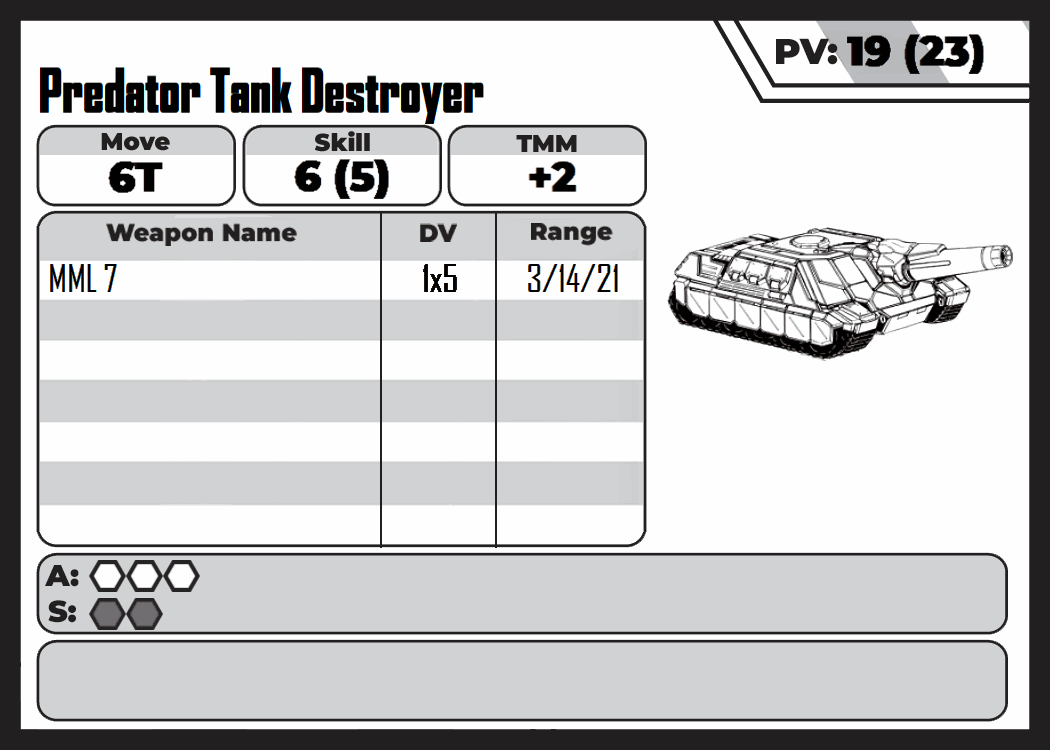 PV: 19 (23)
Predator Tank Destroyer
Move Skill TMM
6T 6 (5) +2
Weapon Name DV Range
MML 7 1x5 3/14/21
A:
S: